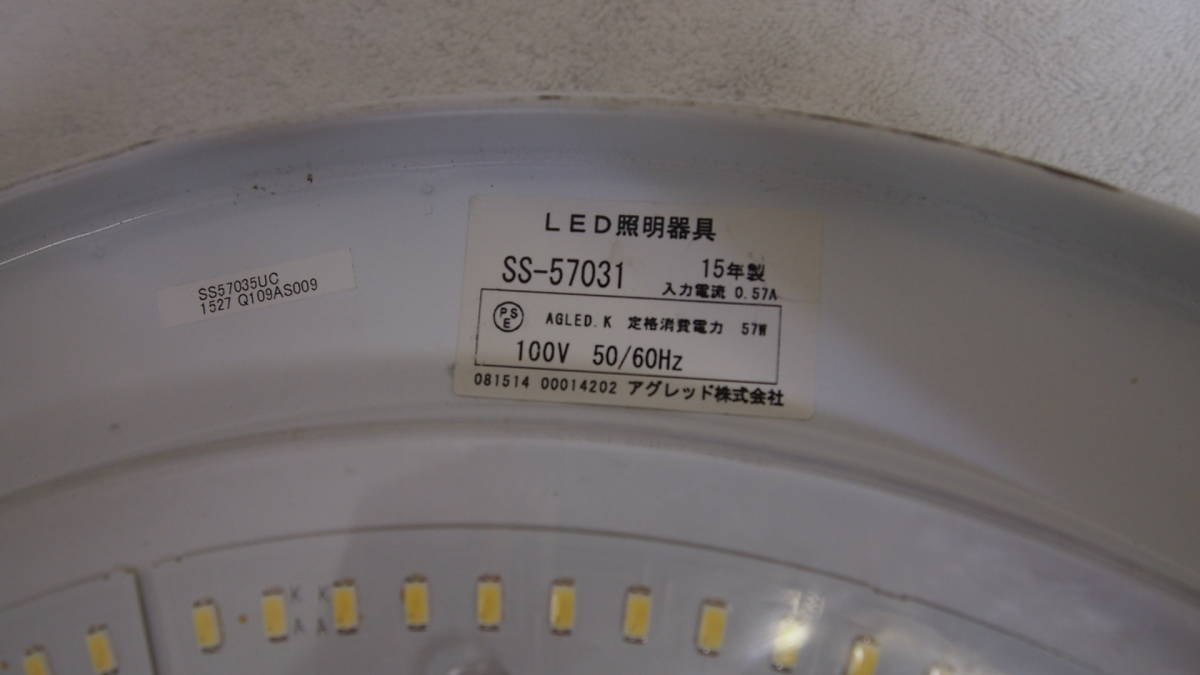 SS57035UC
1527 Q109AS009
LED照明器具
SS-57031 15年製
入力電流 0.57A
PSE AGLED.K 定格消費電力 57W
100V 50/60Hz
081514 00014202 アグレッド株式会社
K K
A A